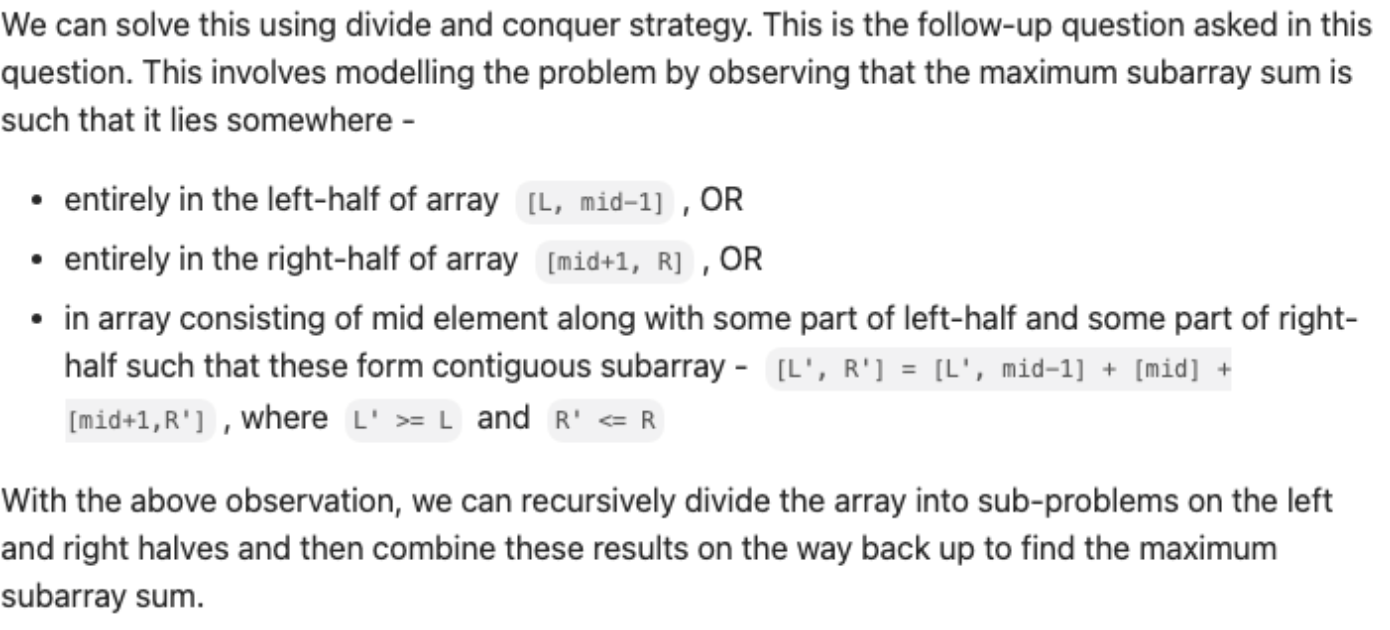 We can solve this using divide and conquer strategy. This is the follow-up question asked in this
question. This involves modelling the problem by observing that the maximum subarray sum is
such that it lies somewhere -
• entirely in the left-half of array [L, mid-1] , OR
• entirely in the right-half of array [mid+1, R] , OR
• in array consisting of mid element along with some part of left-half and some part of right-
half such that these form contiguous subarray - [L', R'] = [L', mid-1] + [mid] +
[mid+1,R'] , where L' >= L and R' <= R
With the above observation, we can recursively divide the array into sub-problems on the left
and right halves and then combine these results on the way back up to find the maximum
subarray sum.